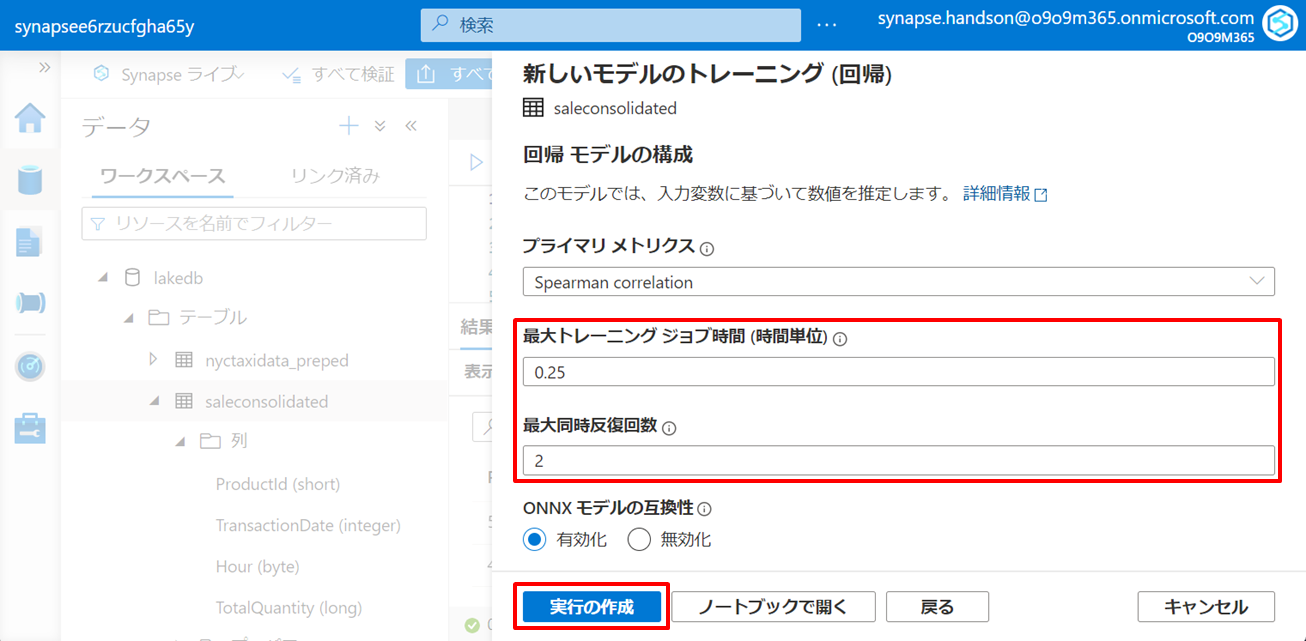 synapsee6rzucfgha65y
検索
synapse.handson@o9o9m365.onmicrosoft.com
O9O9M365
Synapse ライブ
すべて検証
すべて
データ
ワークスペース
リンク済み
リソースを名前でフィルター
lakedb
テーブル
nyctaxidata_preped
saleconsolidated
列
ProductId (short)
TransactionDate (integer)
Hour (byte)
TotalQuantity (long)
結果
表示
新しいモデルのトレーニング (回帰)
saleconsolidated
回帰 モデルの構成
このモデルでは、入力変数に基づいて数値を推定します。 詳細情報
プライマリ メトリクス
Spearman correlation
最大トレーニング ジョブ時間 (時間単位)
0.25
最大同時反復回数
2
ONNX モデルの互換性
有効化 無効化
実行の作成 ノートブックで開く 戻る キャンセル